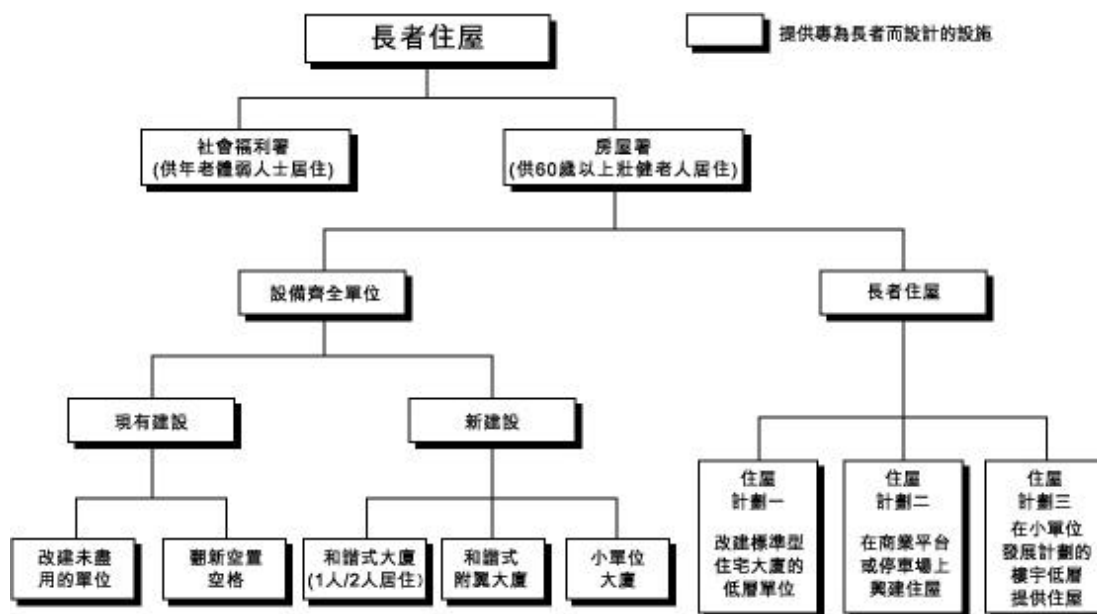 長者住屋
提供專為長者而設計的設施
社會福利署
(供年老體弱人士居住)
房屋署
(供60歲以上壯健老人居住)
設備齊全單位
長者住屋
現有建設
新建設
改建未盡
用的單位
翻新空置
空格
和諧式大廈
(1人/2人居住)
和諧式
附翼大廈
小單位
大廈
住屋
計劃一
改建標準型
住宅大廈的
低層單位
住屋
計劃二
在商業平台
或停車場上
興建住屋
住屋
計劃三
在小單位
發展計劃的
樓宇低層
提供住屋